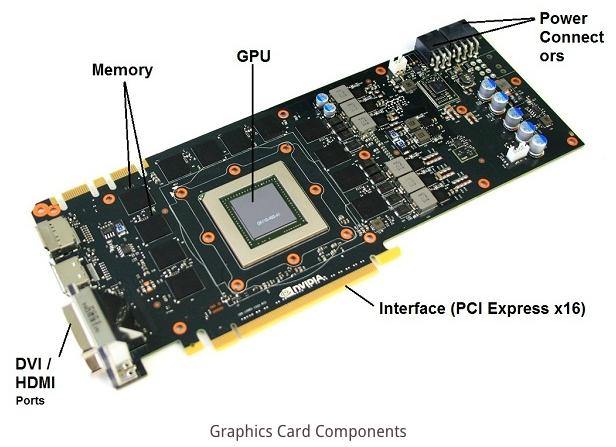 Power
Connect
ors
GPU
Memory
NVIDIA
Interface (PCI Express x16)
DVI /
HDMI
Ports
Graphics Card Components